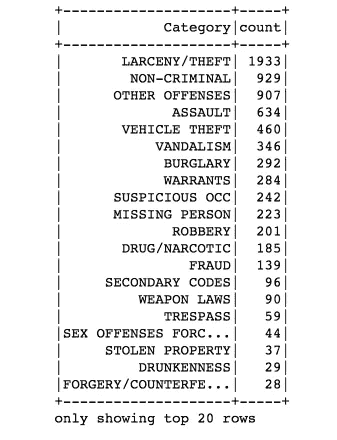 +--------------------+-----+
|            Category|count|
+--------------------+-----+
|       LARCENY/THEFT| 1933|
|        NON-CRIMINAL|  929|
|      OTHER OFFENSES|  907|
|             ASSAULT|  634|
|       VEHICLE THEFT|  460|
|           VANDALISM|  346|
|            BURGLARY|  292|
|            WARRANTS|  284|
|      SUSPICIOUS OCC|  242|
|      MISSING PERSON|  223|
|             ROBBERY|  201|
|       DRUG/NARCOTIC|  185|
|               FRAUD|  139|
|     SECONDARY CODES|   96|
|         WEAPON LAWS|   90|
|            TRESPASS|   59|
|SEX OFFENSES FORC...|   44|
|     STOLEN PROPERTY|   37|
|         DRUNKENNESS|   29|
|FORGERY/COUNTERFE...|   28|
+--------------------+-----+
only showing top 20 rows